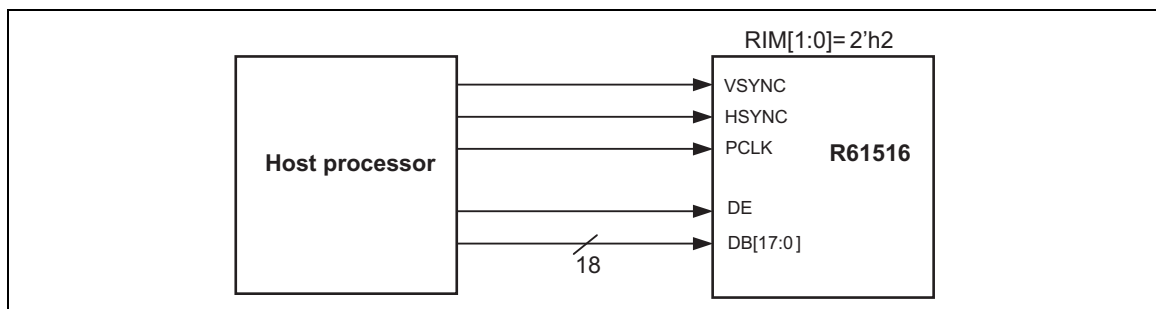 RIM[1:0]= 2'h2
VSYNC
HSYNC
PCLK
Host processor
R61516
DE
DB[17:0]
18